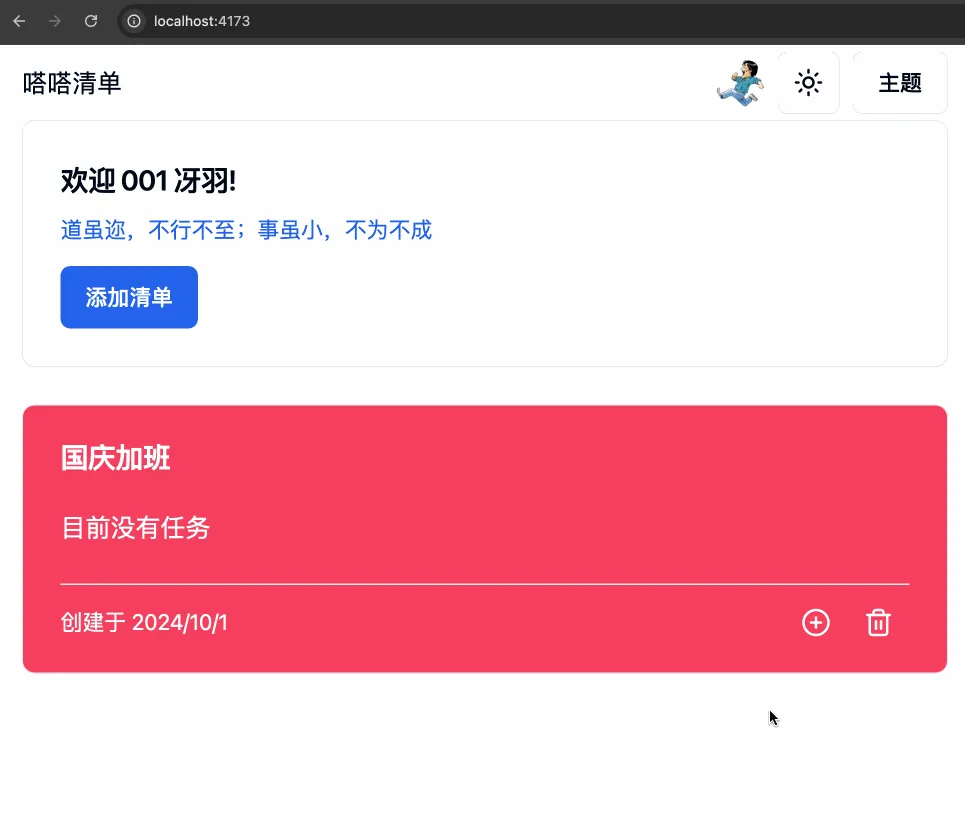 localhost:4173
嗒嗒清单
主题
欢迎 001 冴羽!
道虽迩，不行不至；事虽小，不为不成
添加清单
国庆加班
目前没有任务
创建于 2024/10/1